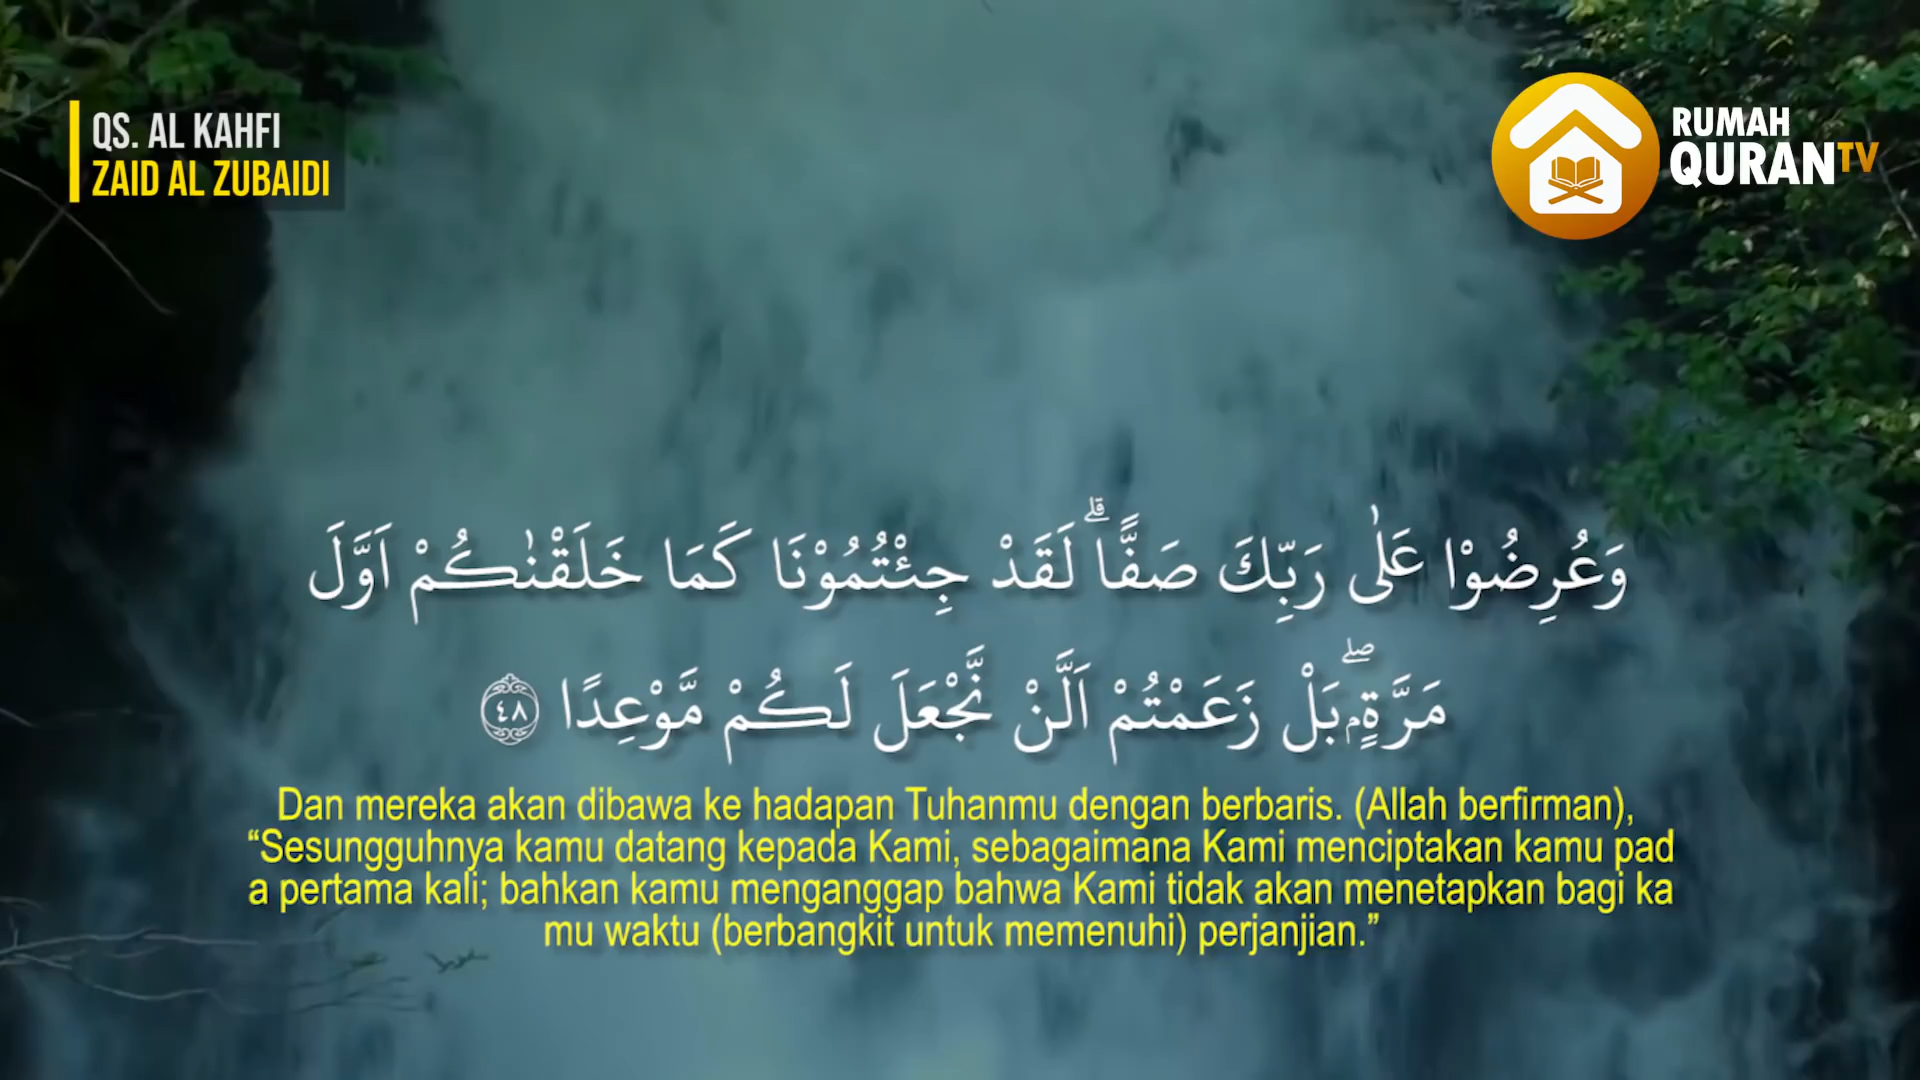 QS. AL KAHFI
ZAID AL ZUBAIDI
RUMAH
QURANTV
وَعُرِضُوْا عَلٰى رَبِّكَ صَفًّاۗ لَقَدْ جِئْتُمُوْنَا كَمَا خَلَقْنٰكُمْ اَوَّلَ
مَرَّةٍۢ ۖبَلْ زَعَمْتُمْ اَلَّنْ نَّجْعَلَ لَكُمْ مَّوْعِدًا ٤٨
Dan mereka akan dibawa ke hadapan Tuhanmu dengan berbaris. (Allah berfirman),
“Sesungguhnya kamu datang kepada Kami, sebagaimana Kami menciptakan kamu pad
a pertama kali; bahkan kamu menganggap bahwa Kami tidak akan menetapkan bagi ka
mu waktu (berbangkit untuk memenuhi) perjanjian.”